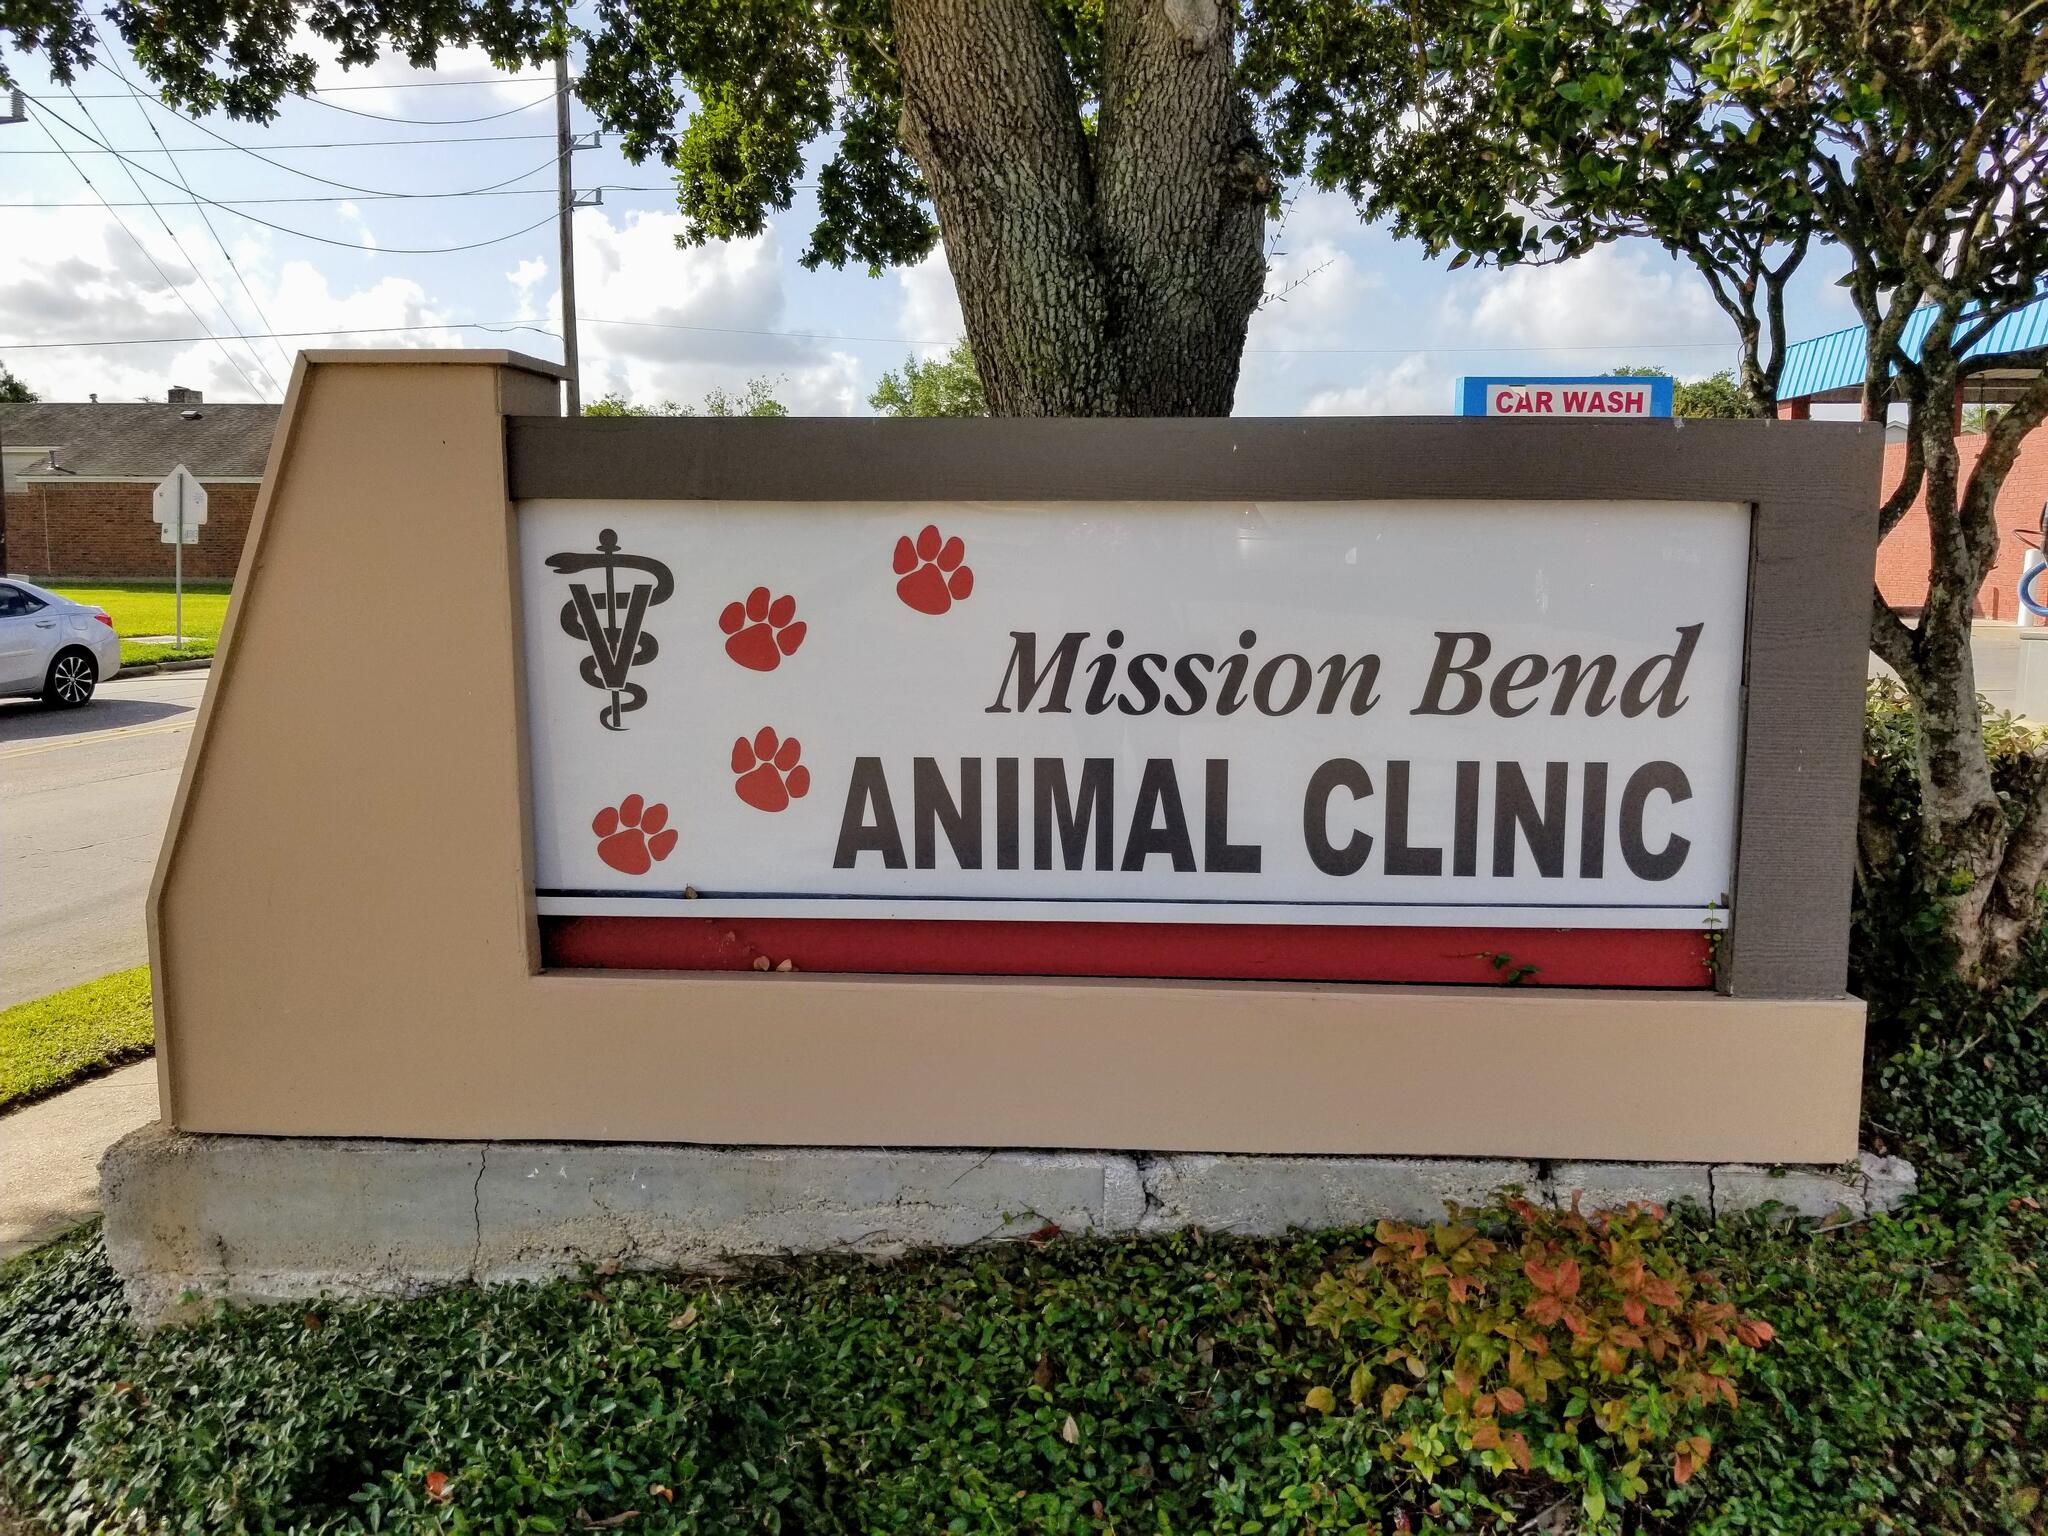 CAR WASH
V
Mission Bend
ANIMAL CLINIC